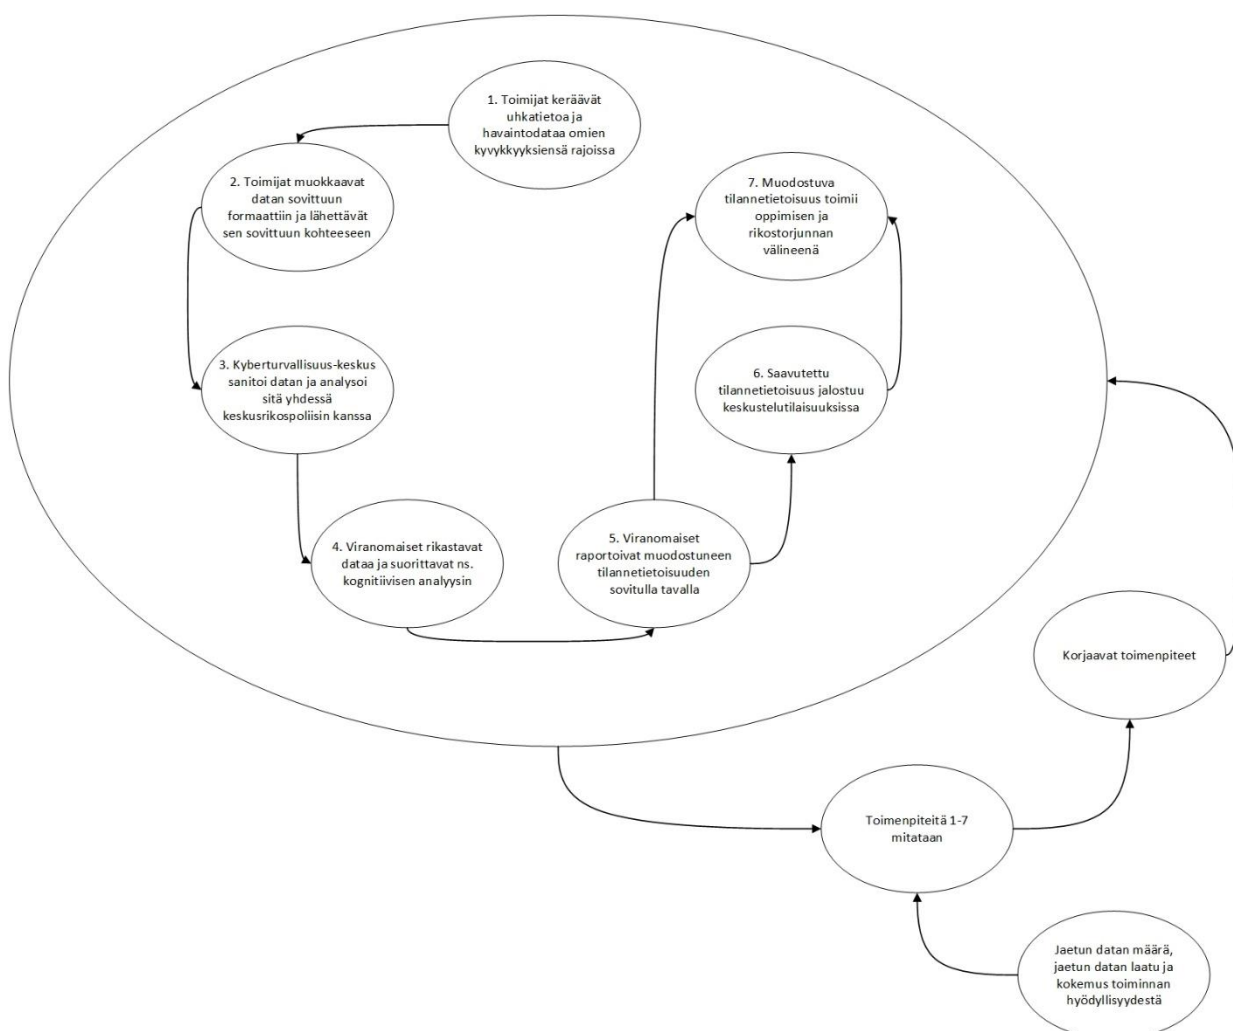 1. Toimijat keräävät
uhkatietoa ja
havaintodataa omien
kyvykkyyksiensä rajoissa
2. Toimijat muokkaavat
datan sovittuun
formaattiin ja lähettävät
sen sovittuun kohteeseen
3. Kyberturvallisuus-keskus
sanitoi datan ja analysoi
sitä yhdessä
keskusrikospoliisin kanssa
4. Viranomaiset rikastavat
dataa ja suorittavat ns.
kognitiivisen analyysin
5. Viranomaiset
raportoivat muodostuneen
tilannetietoisuuden
sovitulla tavalla
6. Saavutettu
tilannetietoisuus jalostuu
keskustelutilaisuuksissa
7. Muodostuva
tilannetietoisuus toimii
oppimisen ja
rikostorjunnan
välineenä
Korjaavat toimenpiteet
Toimenpiteitä 1-7
mitataan
Jaetun datan määrä,
jaetun datan laatu ja
kokemus toiminnan
hyödyllisyydestä